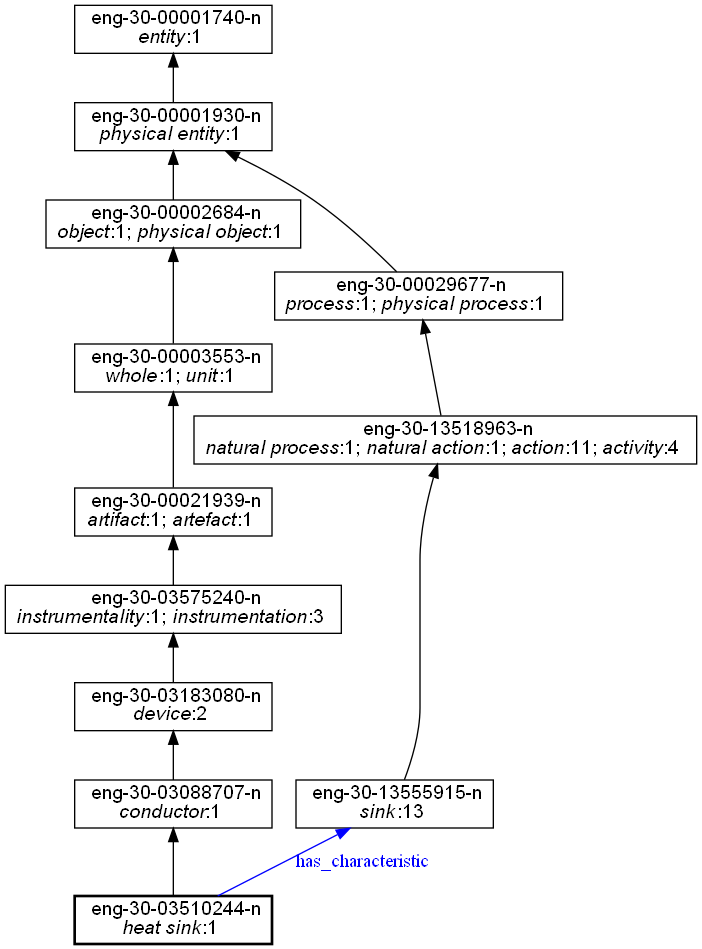 eng-30-00001740-n
entity:1
eng-30-00001930-n
physical entity:1
eng-30-00002684-n
object:1; physical object:1
eng-30-00029677-n
process:1; physical process:1
eng-30-00003553-n
whole:1; unit:1
eng-30-13518963-n
natural process:1; natural action:1; action:11; activity:4
eng-30-00021939-n
artifact:1; artefact:1
eng-30-03575240-n
instrumentality:1; instrumentation:3
eng-30-03183080-n
device:2
eng-30-03088707-n
conductor:1
eng-30-13555915-n
sink:13
has_characteristic
eng-30-03510244-n
heat sink:1